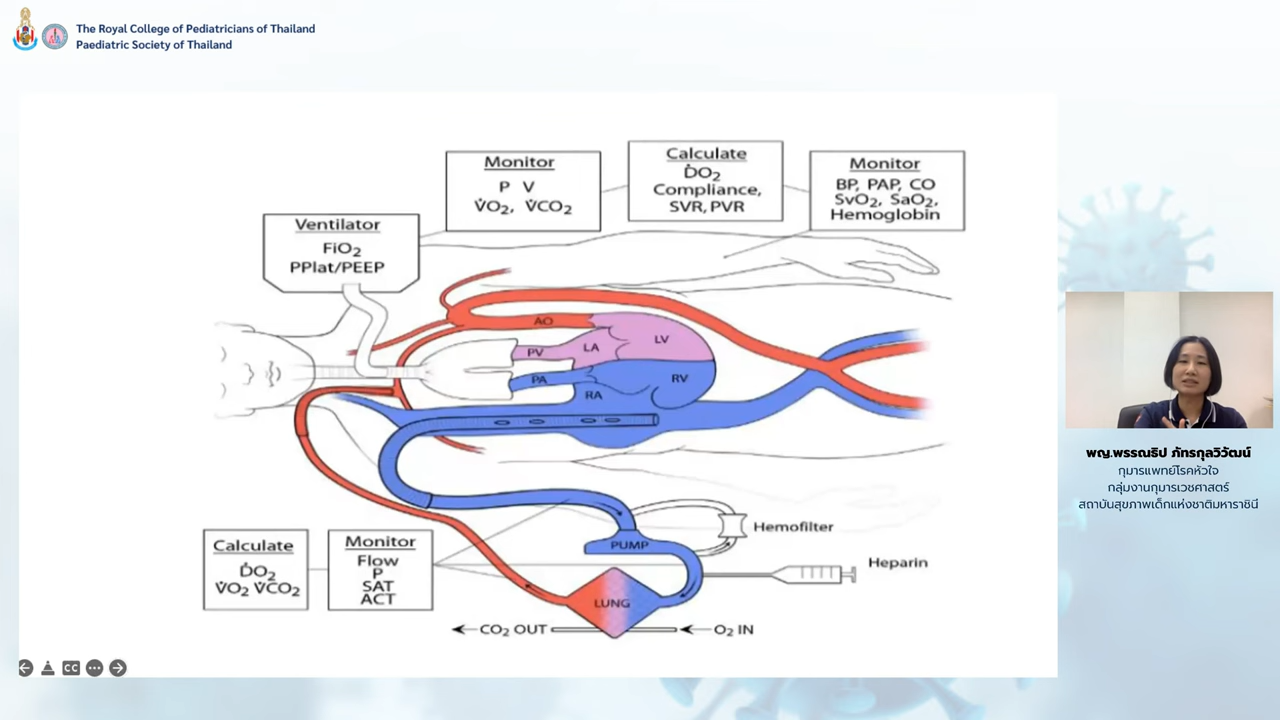 The Royal College of Pediatricians of Thailand
Paediatric Society of Thailand
Monitor
P V
V̇O2, V̇CO2
Calculate
ḊO2
Compliance,
SVR, PVR
Monitor
BP, PAP, CO
SvO2, SaO2,
Hemoglobin
Ventilator
FiO2
PPlat/PEEP
AO
PV
LA
LV
PA
RA
RV
Calculate
ḊO2
V̇O2 V̇CO2
Monitor
Flow
P
SAT
ACT
PUMP
Hemofilter
Heparin
LUNG
CO2 OUT
O2 IN
CC
พญ.พรรณธิป ภัทรกุลวิวัฒน์
กุมารแพทย์โรคหัวใจ
กลุ่มงานกุมารเวชศาสตร์
สถาบันสุขภาพเด็กแห่งชาติมหาราชินี